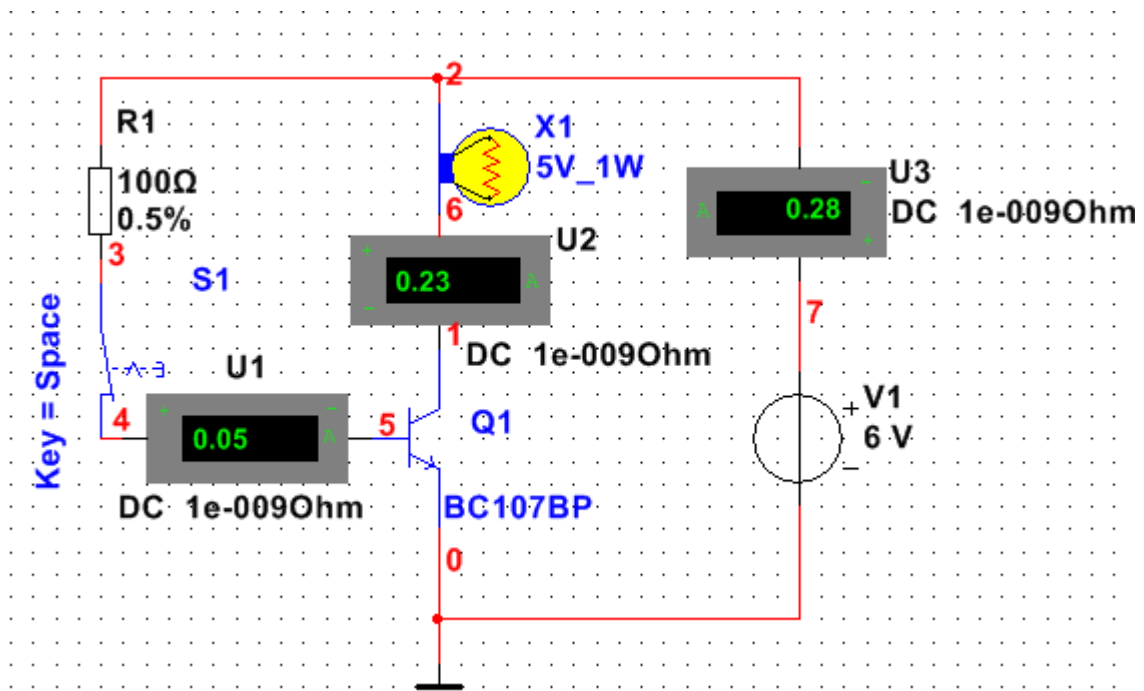 2
R1
X1
100Ω
0.5%
5V_1W
U3
A
-
0.28
+
DC 1e-009Ohm
6
3
U2
S1
+
0.23
A
-
7
1
DC 1e-009Ohm
Key = Space
U1
V1
+
6 V
-
4
+
-
0.05
A
5
Q1
DC 1e-009Ohm
BC107BP
0